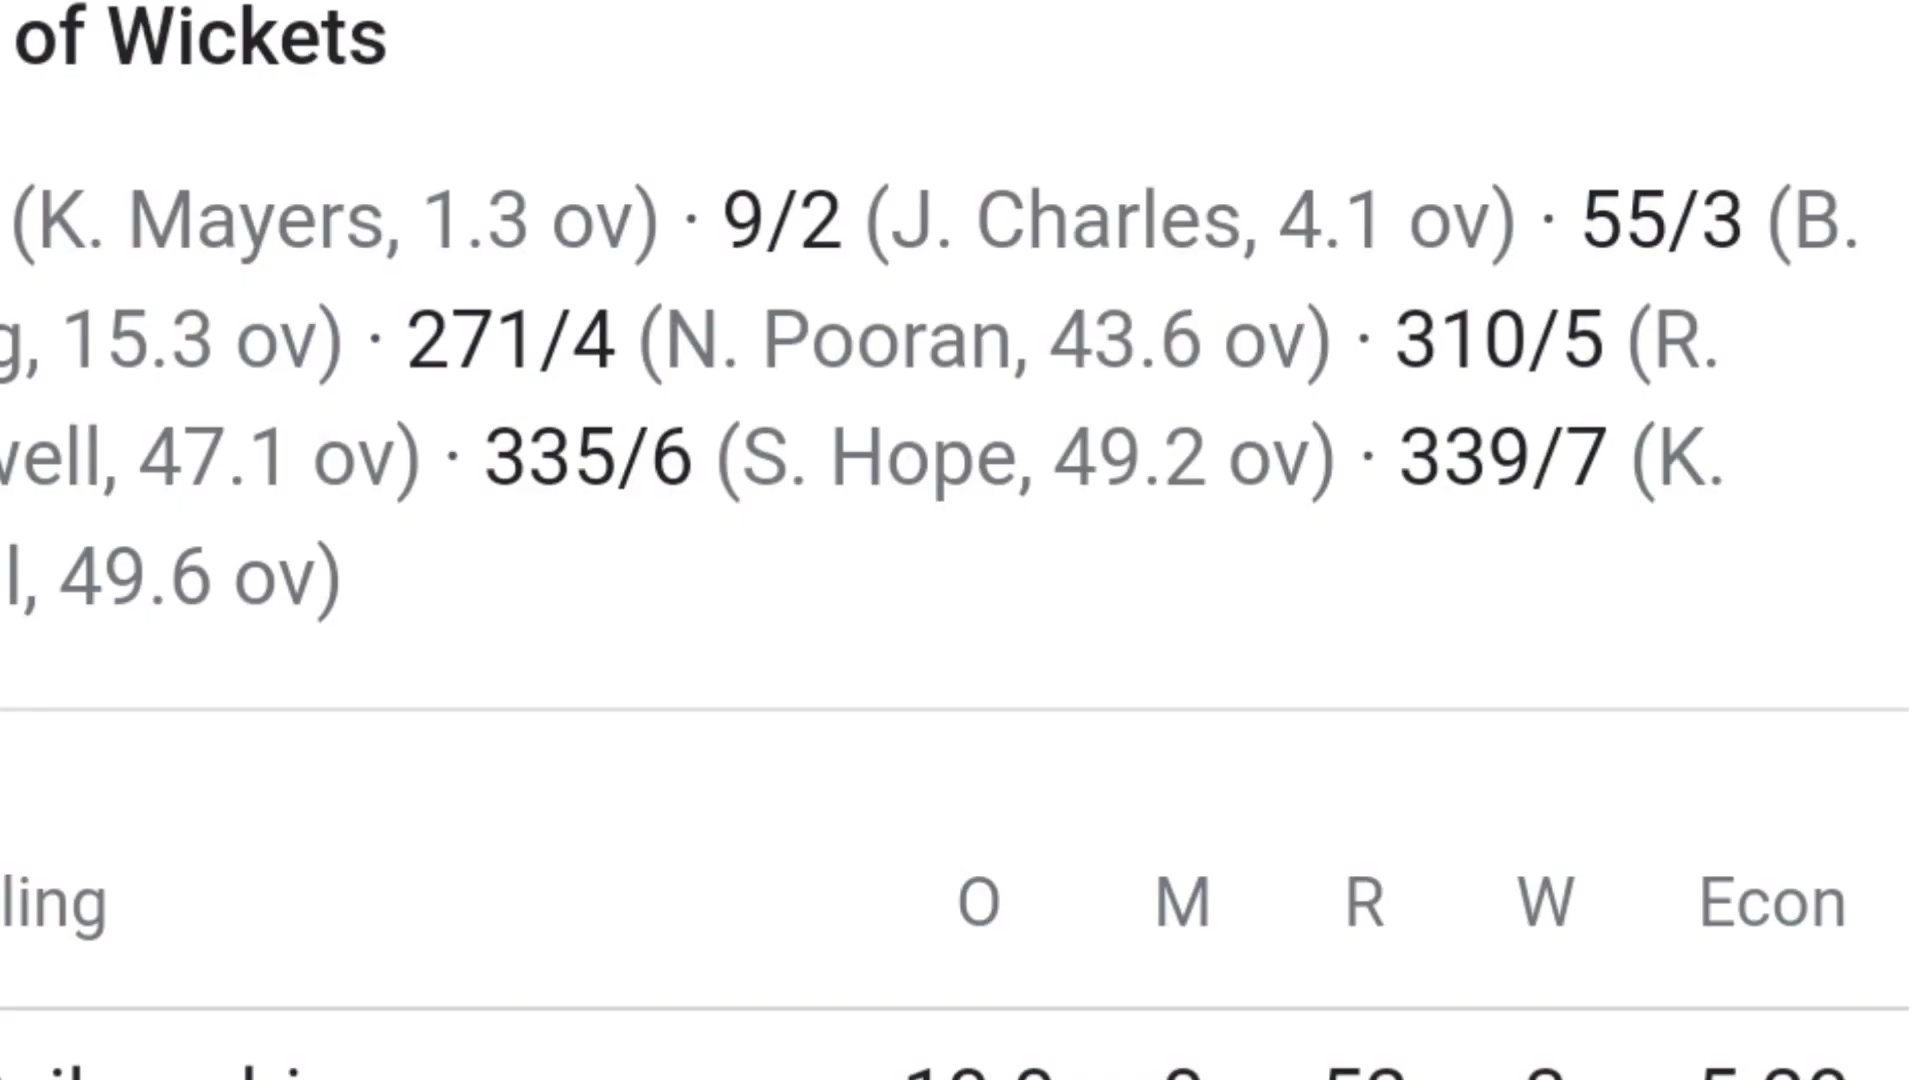 of Wickets
(K. Mayers, 1.3 ov) · 9/2 (J. Charles, 4.1 ov) · 55/3 (B.
g, 15.3 ov) · 271/4 (N. Pooran, 43.6 ov) · 310/5 (R.
well, 47.1 ov) · 335/6 (S. Hope, 49.2 ov) · 339/7 (K.
l, 49.6 ov)
ling O M R W Econ